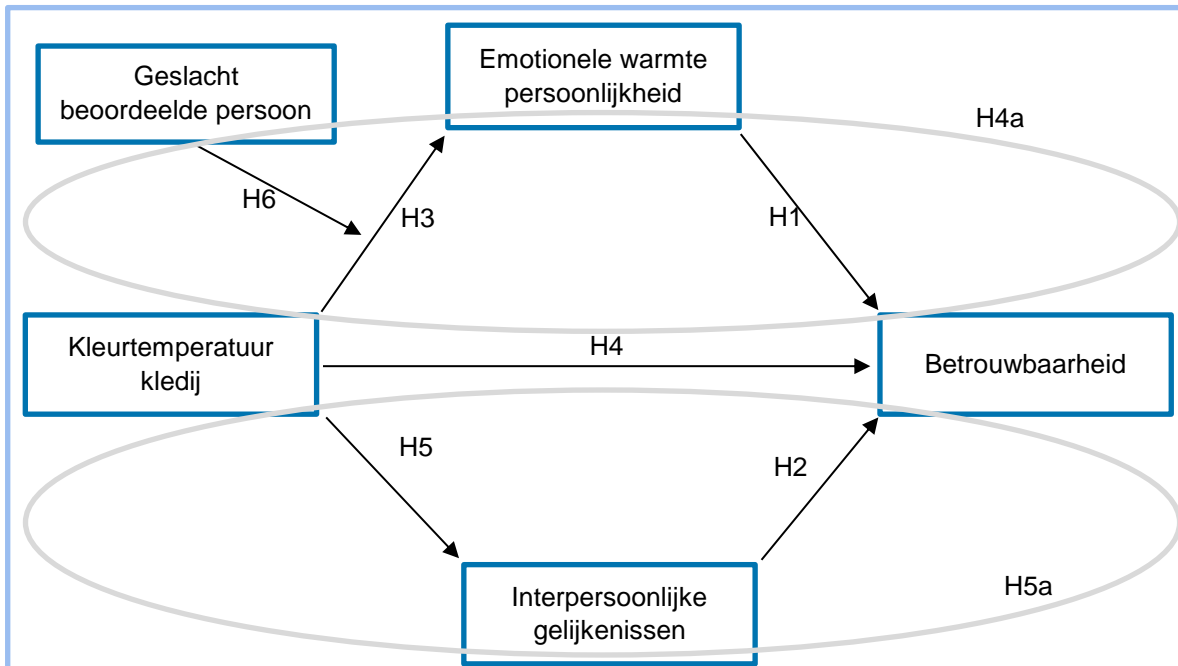 Geslacht
beoordeelde persoon
Emotionele warmte
persoonlijkheid
H4a
H6
H3
H1
Kleurtemperatuur
kledij
H4
Betrouwbaarheid
H5
H2
Interpersoonlijke
gelijkenissen
H5a